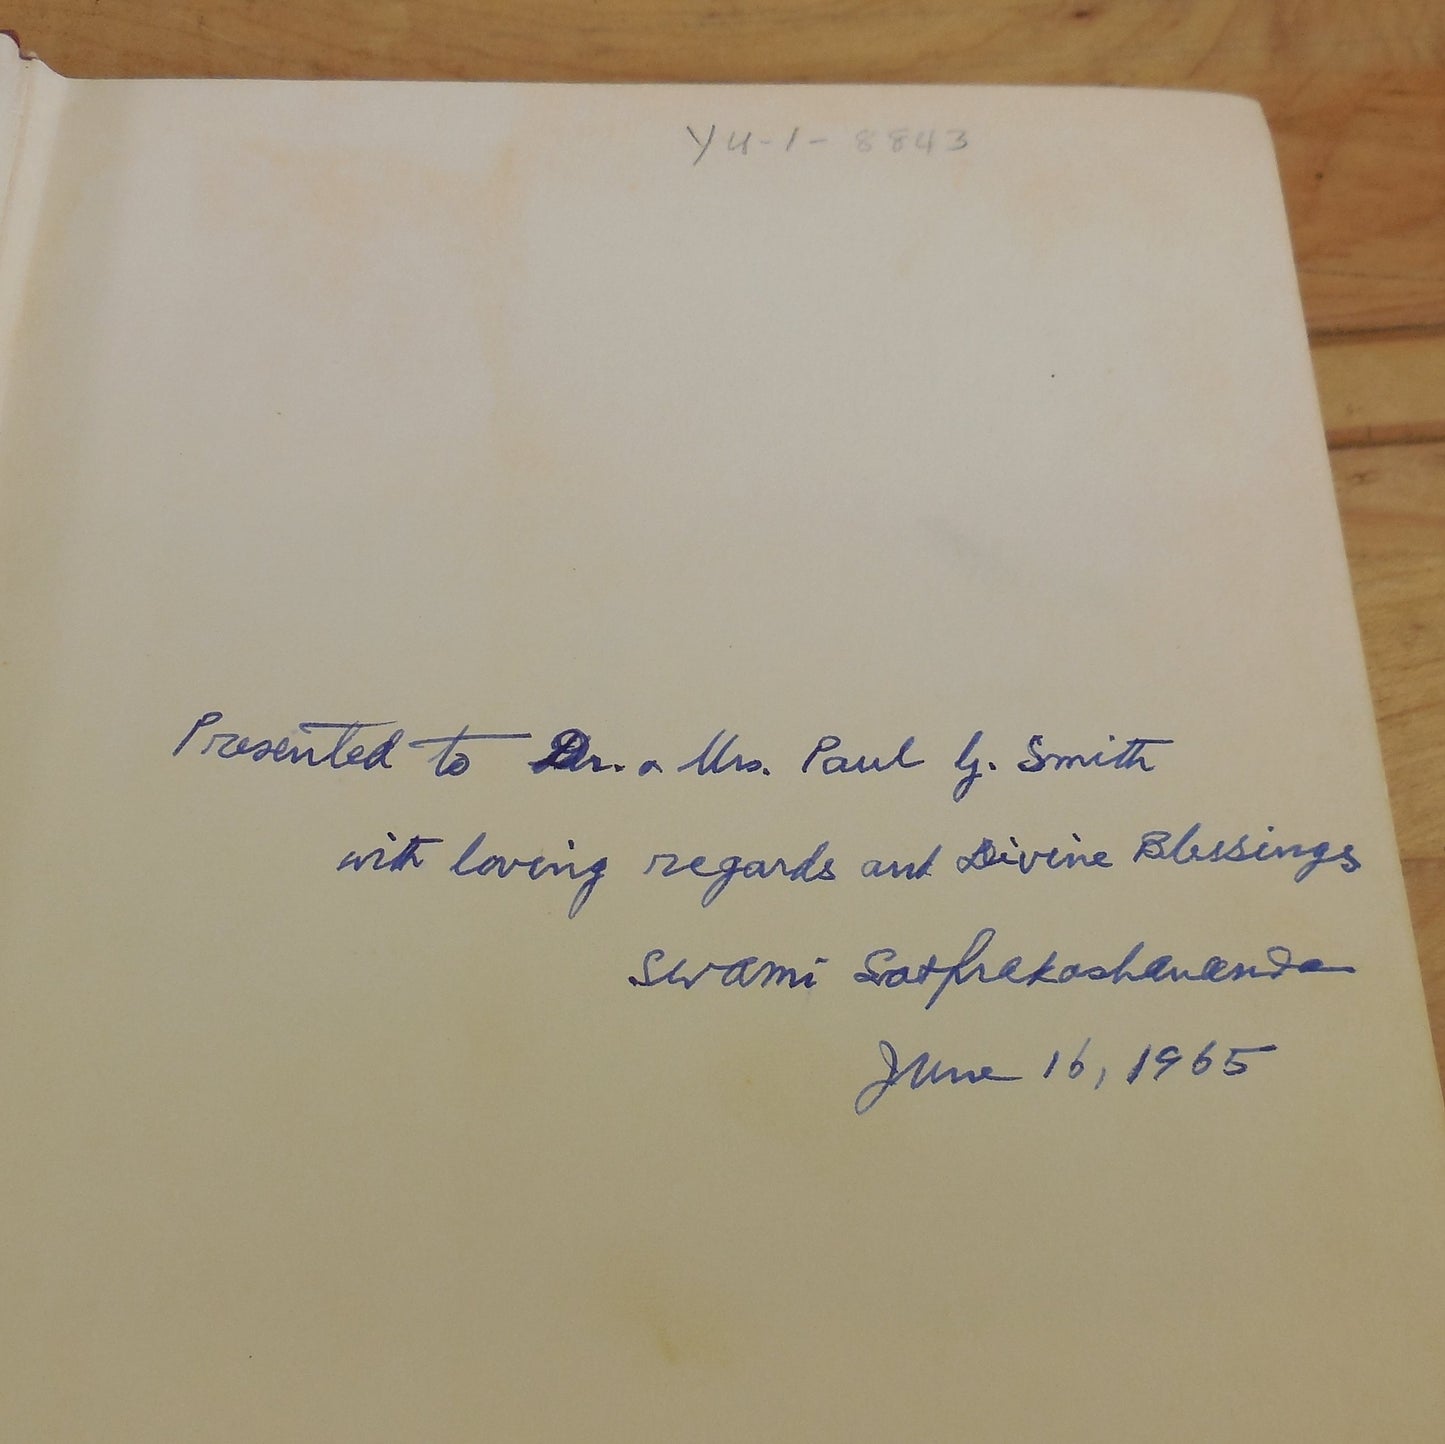 YU-1-8843
Presented to Dr. & Mrs. Paul G. Smith
with loving regards and Divine Blessings
Swami Satprakashananda
June 16, 1965